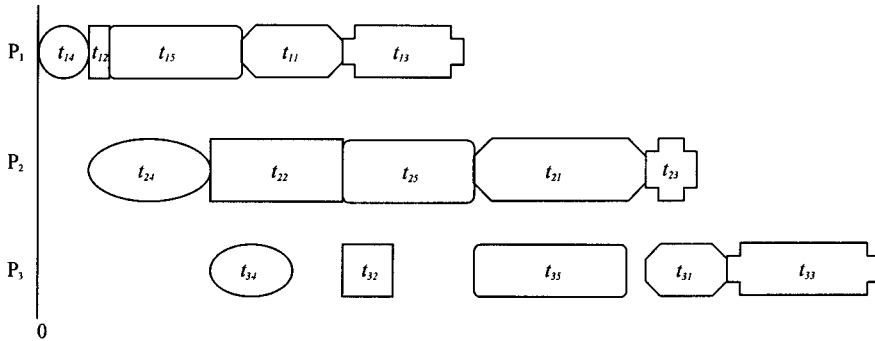 P₁ t₁₄ t₁₂ t₁₅ t₁₁ t₁₃
P₂ t₂₄ t₂₂ t₂₅ t₂₁ t₂₃
P₃ t₃₄ t₃₂ t₃₅ t₃₁ t₃₃
0